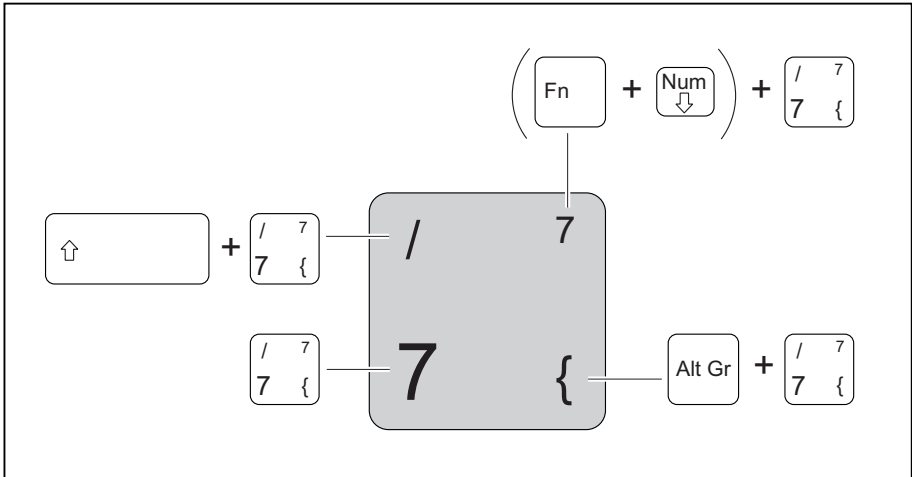 ( Fn + Num ⇩ ) + / 7
7 {
/ 7
⇧ + / 7
7 {
/ 7
7 {
7 {
Alt Gr + / 7
7 {